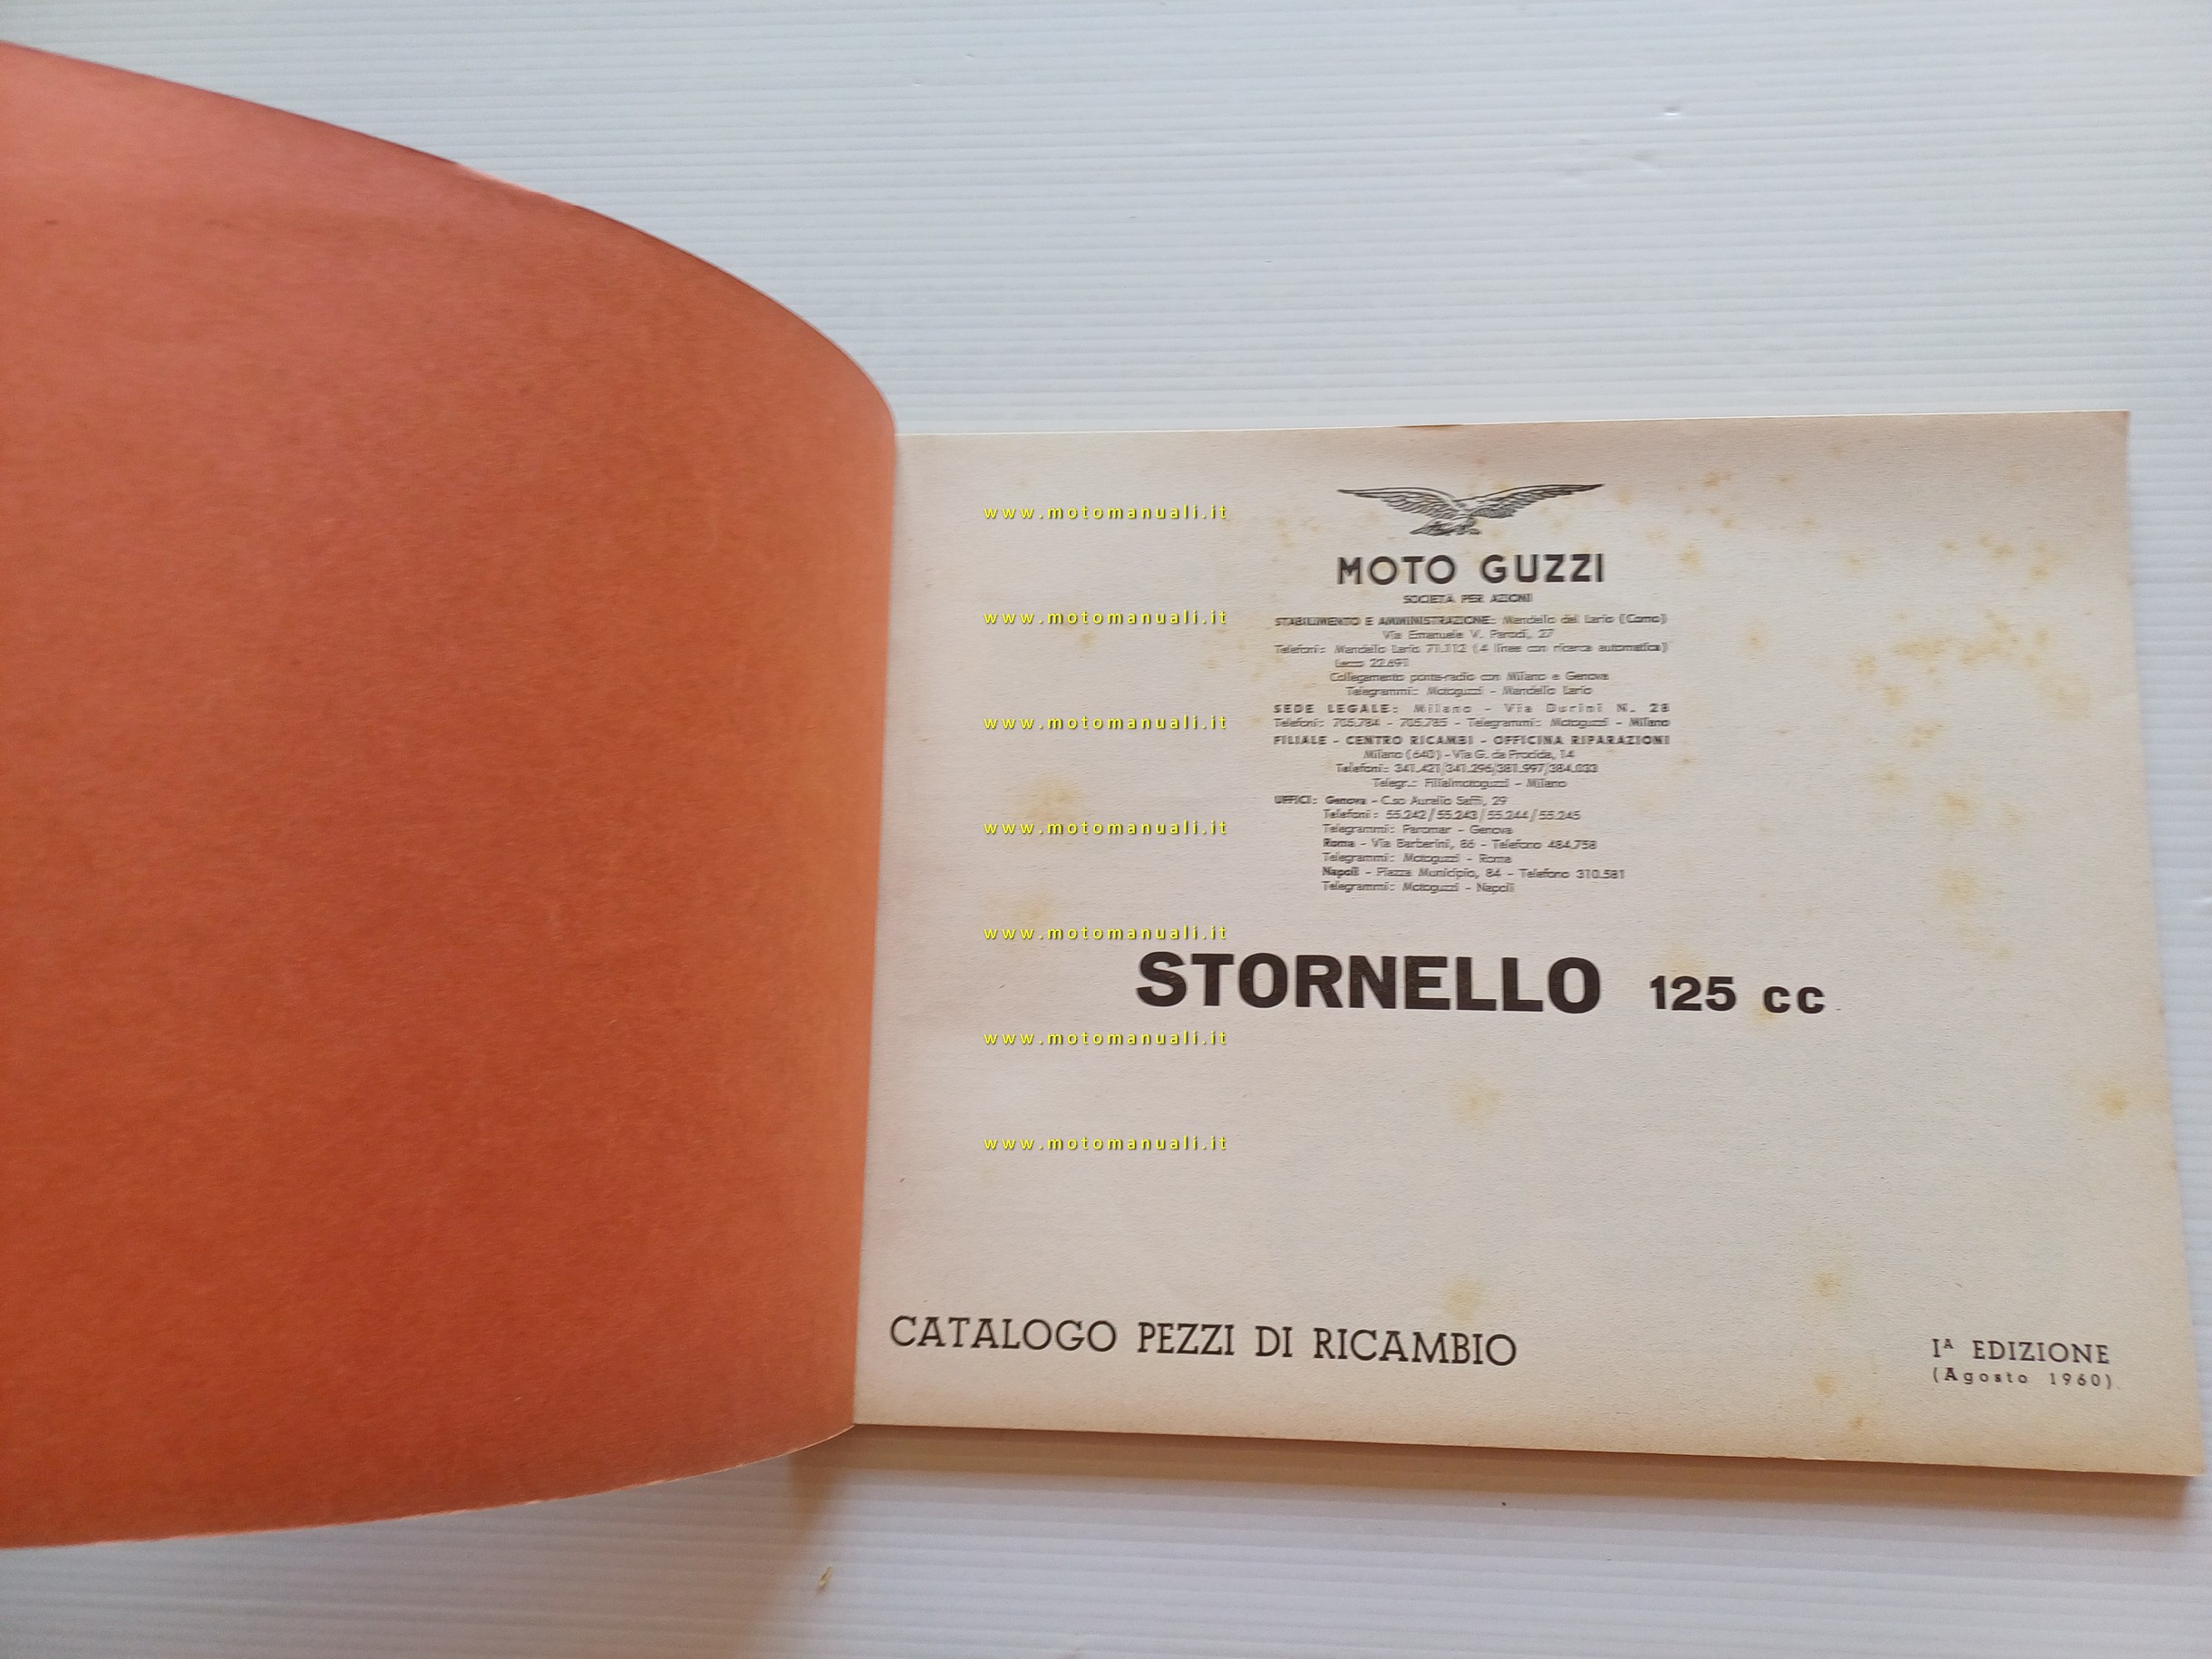 MOTO GUZZI
SOCIETÀ PER AZIONI
STABILIMENTO E AMMINISTRAZIONE: Mandello del Lario (Como)
Via Emanuele V. Parodi, 27
Telefoni: Mandello Lario 71.112 (4 linee con ricerca automatica)
Lecco 22.691
Collegamento ponte-radio con Milano e Genova
Telegrammi: Motoguzzi - Mandello Lario
SEDE LEGALE: Milano - Via Durini N. 28
Telefoni: 705.784 - 705.785 - Telegrammi: Motoguzzi - Milano
FILIALE - CENTRO RICAMBI - OFFICINA RIPARAZIONI
Milano (640) - Via G. da Procida, 14
Telefoni: 341.421/341.296/381.997/384.033
Telegr.: Filialmotoguzzi - Milano
UFFICI: Genova - C.so Aurelio Saffi, 29
Telefoni: 55.242/55.243/55.244/55.245
Telegrammi: Paromar - Genova
Roma - Via Barberini, 86 - Telefono 484.758
Telegrammi: Motoguzzi - Roma
Napoli - Piazza Municipio, 84 - Telefono 310.581
Telegrammi: Motoguzzi - Napoli
STORNELLO 125 cc
CATALOGO PEZZI DI RICAMBIO
Iᴬ EDIZIONE
(Agosto 1960)
www.motomanuali.it
www.motomanuali.it
www.motomanuali.it
www.motomanuali.it
www.motomanuali.it
www.motomanuali.it
www.motomanuali.it